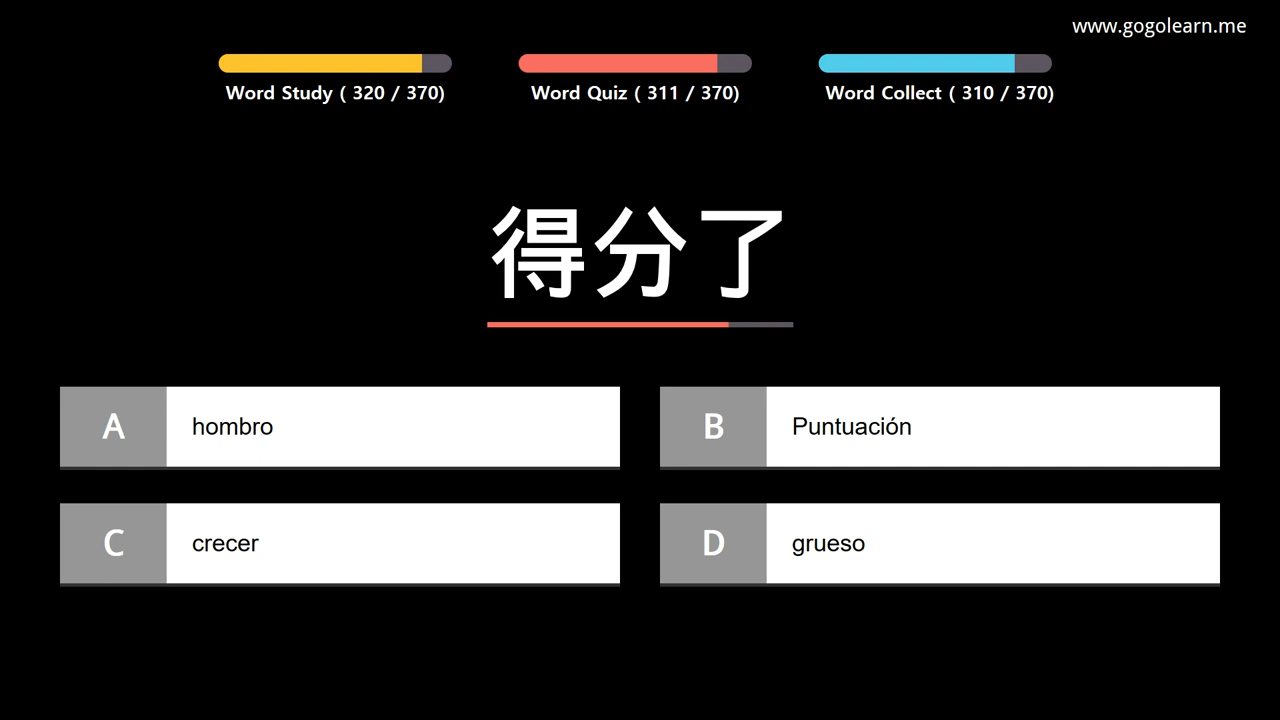 www.gogolearn.me
Word Study ( 320 / 370)
Word Quiz ( 311 / 370)
Word Collect ( 310 / 370)
得分了
A hombro
B Puntuación
C crecer
D grueso